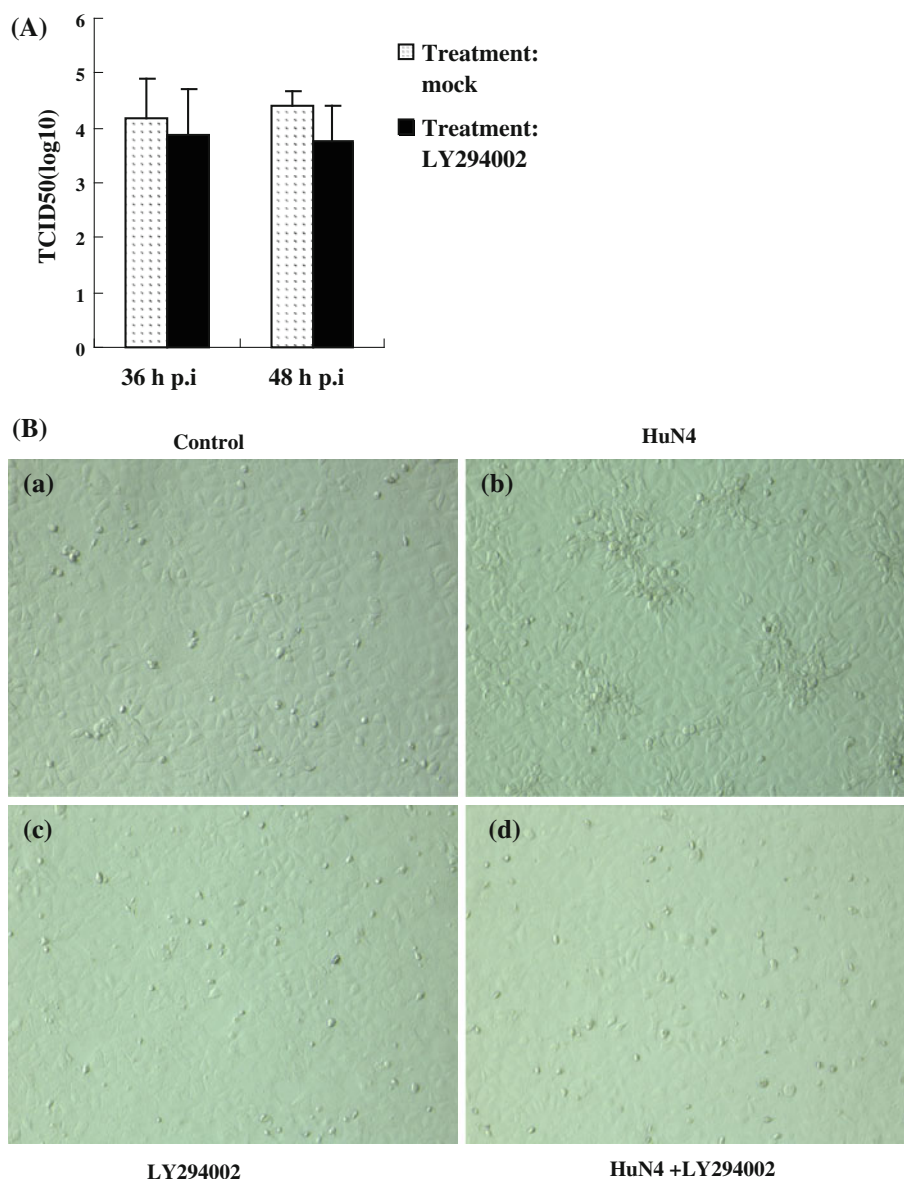 (A)
6
5
4
3
2
1
0
TCID50(log10)
36 h p.i
48 h p.i
Treatment:
mock
Treatment:
LY294002
(B)
Control
HuN4
(a)
(b)
(c)
(d)
LY294002
HuN4 +LY294002